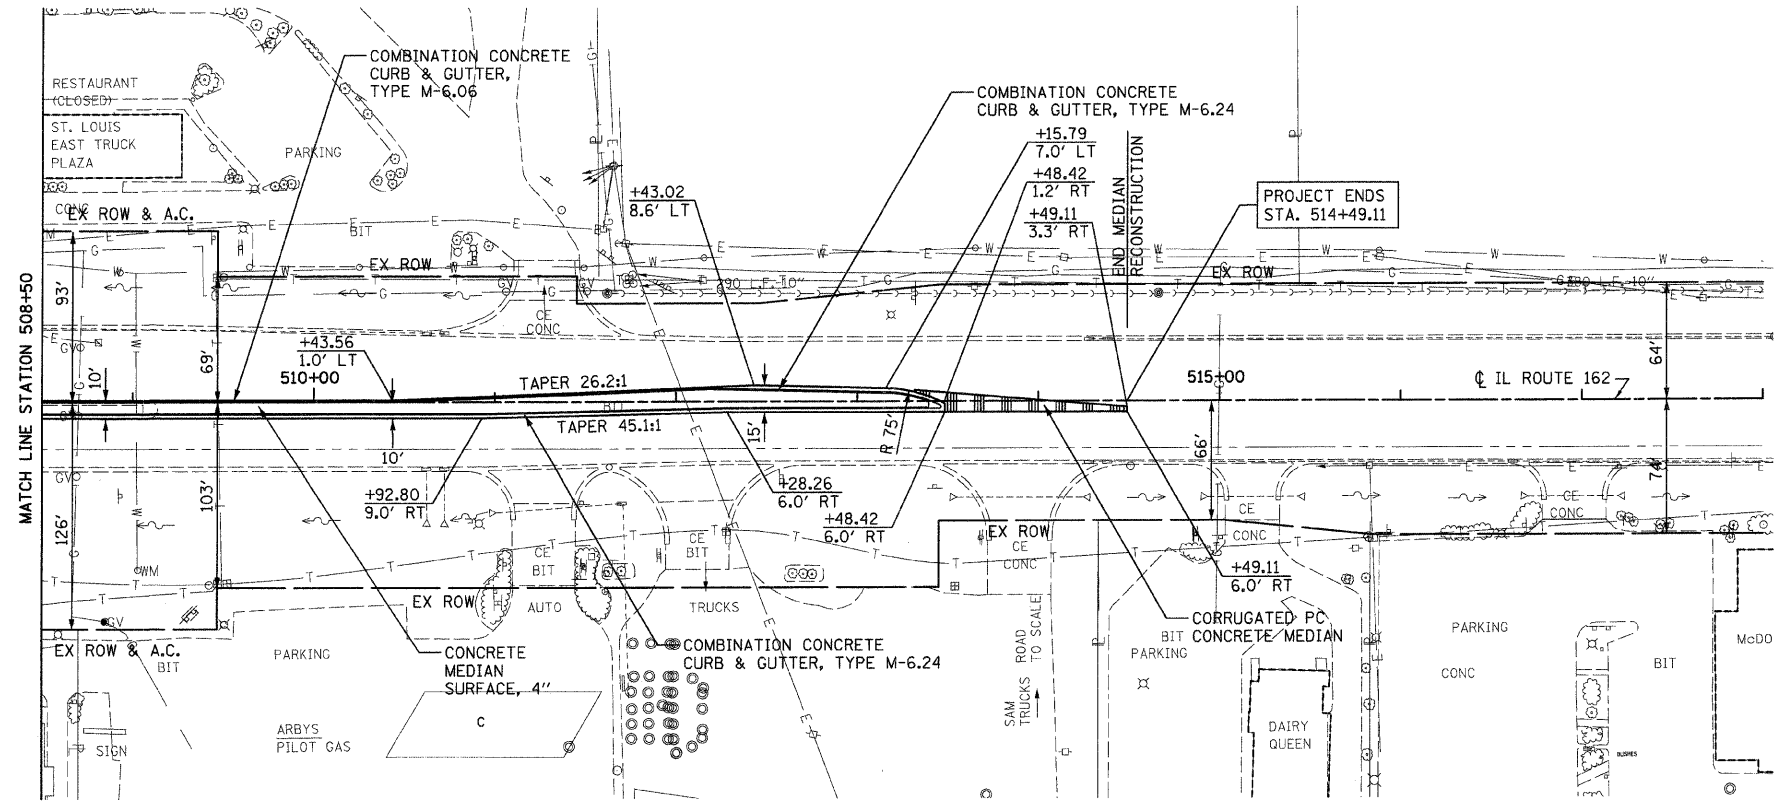 COMBINATION CONCRETE
CURB & GUTTER,
TYPE M-6.06
RESTAURANT
(CLOSED)
ST. LOUIS
EAST TRUCK
PLAZA
PARKING
CONC
EX ROW & A.C.
BIT
COMBINATION CONCRETE
CURB & GUTTER, TYPE M-6.24
+15.79
7.0' LT
+48.42
1.2' RT
+49.11
3.3' RT
+43.02
8.6' LT
END MEDIAN
RECONSTRUCTION
PROJECT ENDS
STA. 514+49.11
EX ROW
EX ROW
MATCH LINE STATION 508+50
93'
69'
10'
CE
CONC
+43.56
1.0' LT
510+00
TAPER 26.2:1
515+00
IL ROUTE 162
64'
BIT
TAPER 45.1:1
15'
R 75'
10'
66'
74'
126'
103'
+92.80
9.0' RT
+28.26
6.0' RT
+48.42
6.0' RT
EX ROW
CE
CONC
CE
CONC
CE
CONC
CE
BIT
CE
BIT
WM
GV
+49.11
6.0' RT
EX ROW
AUTO
TRUCKS
EX ROW & A.C.
BIT
PARKING
CONCRETE
MEDIAN
SURFACE, 4"
COMBINATION CONCRETE
CURB & GUTTER, TYPE M-6.24
SAM
TRUCKS ROAD
TO SCALE
CORRUGATED PC
CONCRETE MEDIAN
BIT
PARKING
PARKING
CONC
BIT
McDO
ARBYS
PILOT GAS
C
SIGN
DAIRY
QUEEN
BUSHES